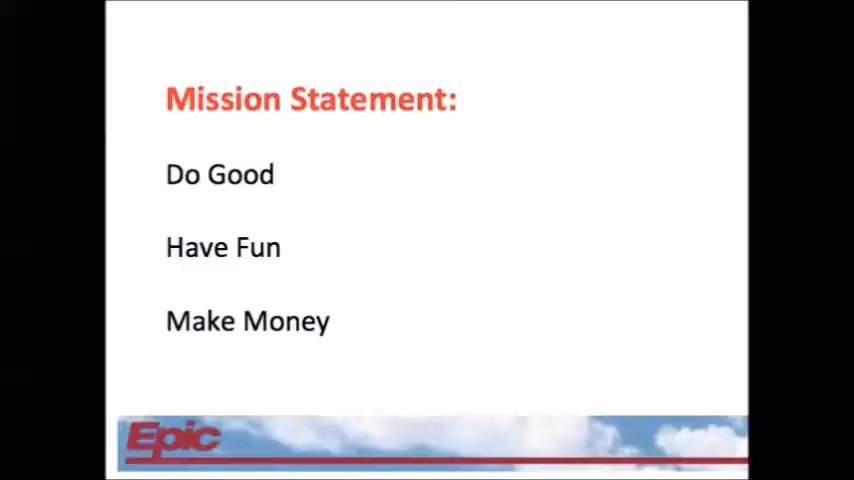 Mission Statement:
Do Good
Have Fun
Make Money
Epic